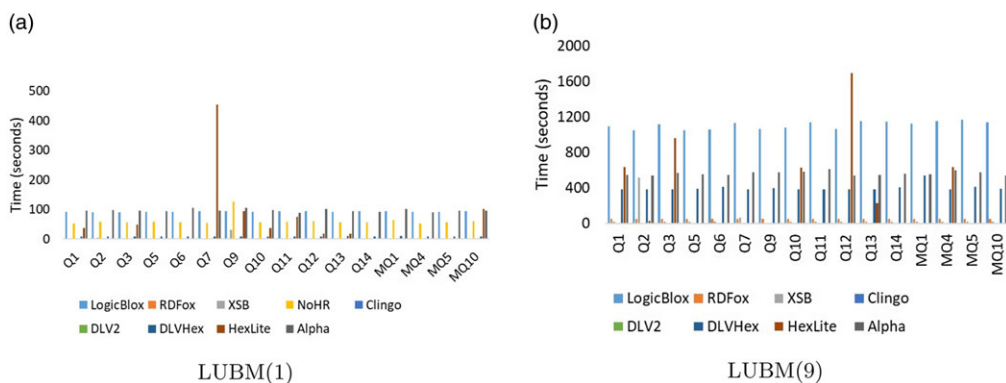 (a)
Time (seconds)
500
400
300
200
100
0
Q1 Q2 Q3 Q5 Q6 Q7 Q9 Q10 Q11 Q12 Q13 Q14 MQ1 MQ4 MQ5 MQ10
LogicBlox RDFox XSB NoHR Clingo
DLV2 DLVHex HexLite Alpha
LUBM(1)
(b)
Time (seconds)
2000
1600
1200
800
400
0
Q1 Q2 Q3 Q5 Q6 Q7 Q9 Q10 Q11 Q12 Q13 Q14 MQ1 MQ4 MQ5 MQ10
LogicBlox RDFox XSB Clingo
DLV2 DLVHex HexLite Alpha
LUBM(9)